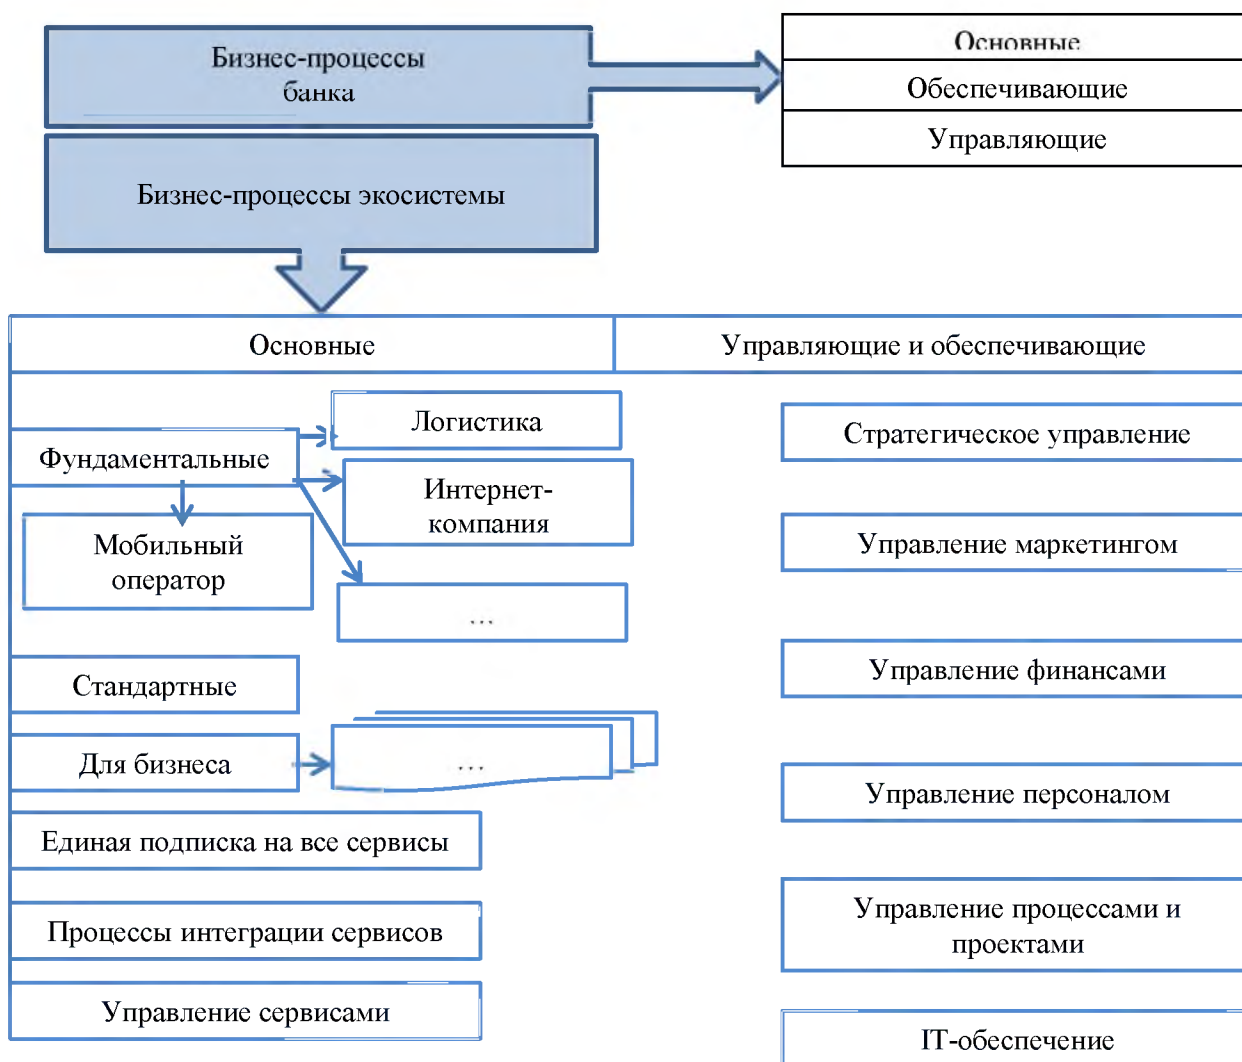 Бизнес-процессы
банка
Основные
Обеспечивающие
Управляющие
Бизнес-процессы экосистемы
Основные
Управляющие и обеспечивающие
Логистика
Стратегическое управление
Фундаментальные
Интернет-
компания
Мобильный
оператор
Управление маркетингом
...
Стандартные
Управление финансами
Для бизнеса
...
Управление персоналом
Единая подписка на все сервисы
Процессы интеграции сервисов
Управление процессами и
проектами
Управление сервисами
IT-обеспечение